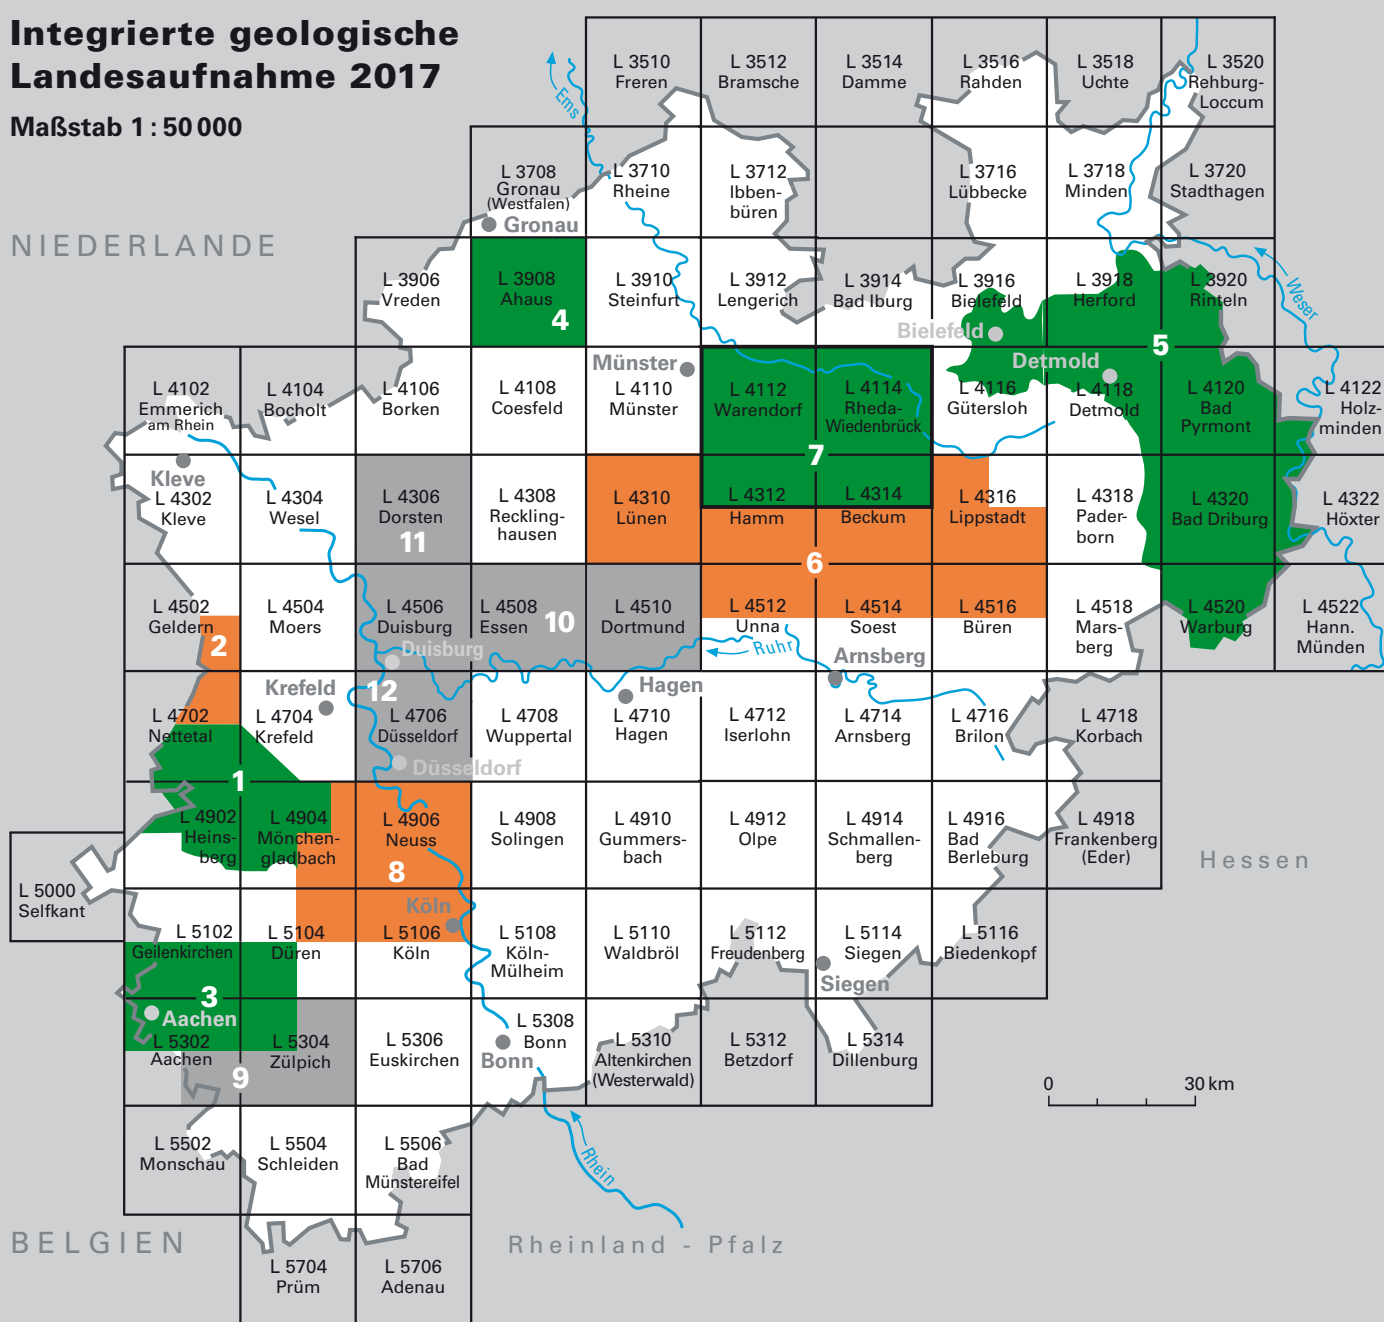 Integrierte geologische
Landesaufnahme 2017
Maßstab 1 : 50 000
L 3510
Freren
L 3512
Bramsche
L 3514
Damme
L 3516
Rahden
L 3518
Uchte
L 3520
Rehburg-
Loccum
Ems
L 3708
Gronau
(Westfalen)
Gronau
L 3710
Rheine
L 3712
Ibben-
büren
L 3716
Lübbecke
L 3718
Minden
L 3720
Stadthagen
NIEDERLANDE
L 3906
Vreden
L 3908
Ahaus
4
L 3910
Steinfurt
L 3912
Lengerich
L 3914
Bad Iburg
L 3916
Bielefeld
Bielefeld
L 3918
Herford
L 3920
Rinteln
Weser
5
L 4102
Emmerich
am Rhein
L 4104
Bocholt
L 4106
Borken
L 4108
Coesfeld
Münster
L 4110
Münster
L 4112
Warendorf
L 4114
Rheda-
Wiedenbrück
L 4116
Gütersloh
Detmold
L 4118
Detmold
L 4120
Bad
Pyrmont
L 4122
Holz-
minden
7
Kleve
L 4302
Kleve
L 4304
Wesel
L 4306
Dorsten
11
L 4308
Reckling-
hausen
L 4310
Lünen
L 4312
Hamm
L 4314
Beckum
L 4316
Lippstadt
L 4318
Pader-
born
L 4320
Bad Driburg
L 4322
Höxter
6
L 4502
Geldern
2
L 4504
Moers
L 4506
Duisburg
Duisburg
L 4508
Essen
10
L 4510
Dortmund
L 4512
Unna
Ruhr
L 4514
Soest
Arnsberg
L 4516
Büren
L 4518
Mars-
berg
L 4520
Warburg
L 4522
Hann.
Münden
L 4702
Nettetal
Krefeld
L 4704
Krefeld
12
L 4706
Düsseldorf
Düsseldorf
L 4708
Wuppertal
Hagen
L 4710
Hagen
L 4712
Iserlohn
L 4714
Arnsberg
L 4716
Brilon
L 4718
Korbach
1
L 4902
Heins-
berg
L 4904
Mönchen-
gladbach
L 4906
Neuss
8
L 4908
Solingen
L 4910
Gummers-
bach
L 4912
Olpe
L 4914
Schmallen-
berg
L 4916
Bad
Berleburg
L 4918
Frankenberg
(Eder)
Hessen
L 5000
Selfkant
L 5102
Geilenkirchen
L 5104
Düren
Köln
L 5106
Köln
L 5108
Köln-
Mülheim
L 5110
Waldbröl
L 5112
Freudenberg
L 5114
Siegen
Siegen
L 5116
Biedenkopf
3
Aachen
L 5302
Aachen
L 5304
Zülpich
9
L 5306
Euskirchen
L 5308
Bonn
Bonn
L 5310
Altenkirchen
(Westerwald)
L 5312
Betzdorf
L 5314
Dillenburg
0 30 km
L 5502
Monschau
L 5504
Schleiden
L 5506
Bad
Münstereifel
Rhein
BELGIEN
Rheinland - Pfalz
L 5704
Prüm
L 5706
Adenau